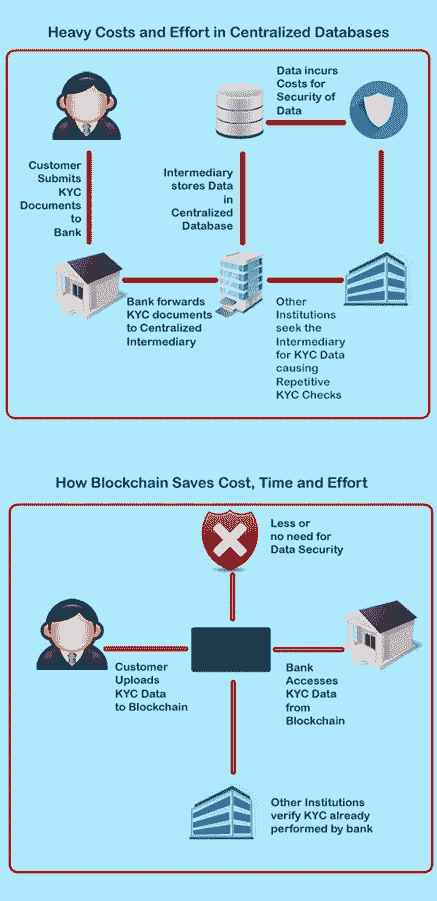 Heavy Costs and Effort in Centralized Databases
Data incurs
Costs for
Security of
Data
Customer
Submits
KYC
Documents
to
Bank
Intermediary
stores Data
in
Centralized
Database
Bank forwards
KYC documents
to Centralized
Intermediary
Other
Institutions
seek the
Intermediary
for KYC Data
causing
Repetitive
KYC Checks
How Blockchain Saves Cost, Time and Effort
Less or
no need for
Data Security
Customer
Uploads
KYC Data
to Blockchain
Bank
Accesses
KYC Data
from
Blockchain
Other Institutions
verify KYC already
performed by bank